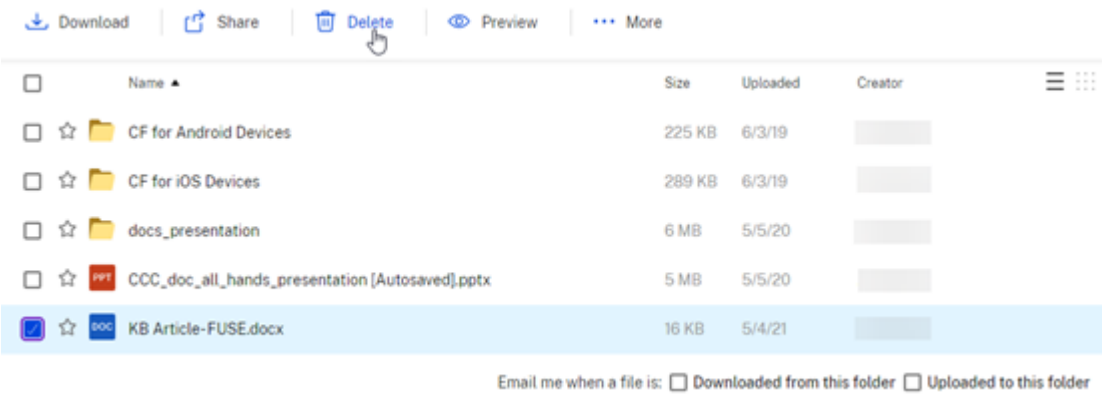 Download Share Delete Preview ••• More
Name ▲ Size Uploaded Creator
CF for Android Devices 225 KB 6/3/19
CF for iOS Devices 289 KB 6/3/19
docs_presentation 6 MB 5/5/20
PPT CCC_doc_all_hands_presentation [Autosaved].pptx 5 MB 5/5/20
DOC KB Article-FUSE.docx 16 KB 5/4/21
Email me when a file is: Downloaded from this folder Uploaded to this folder